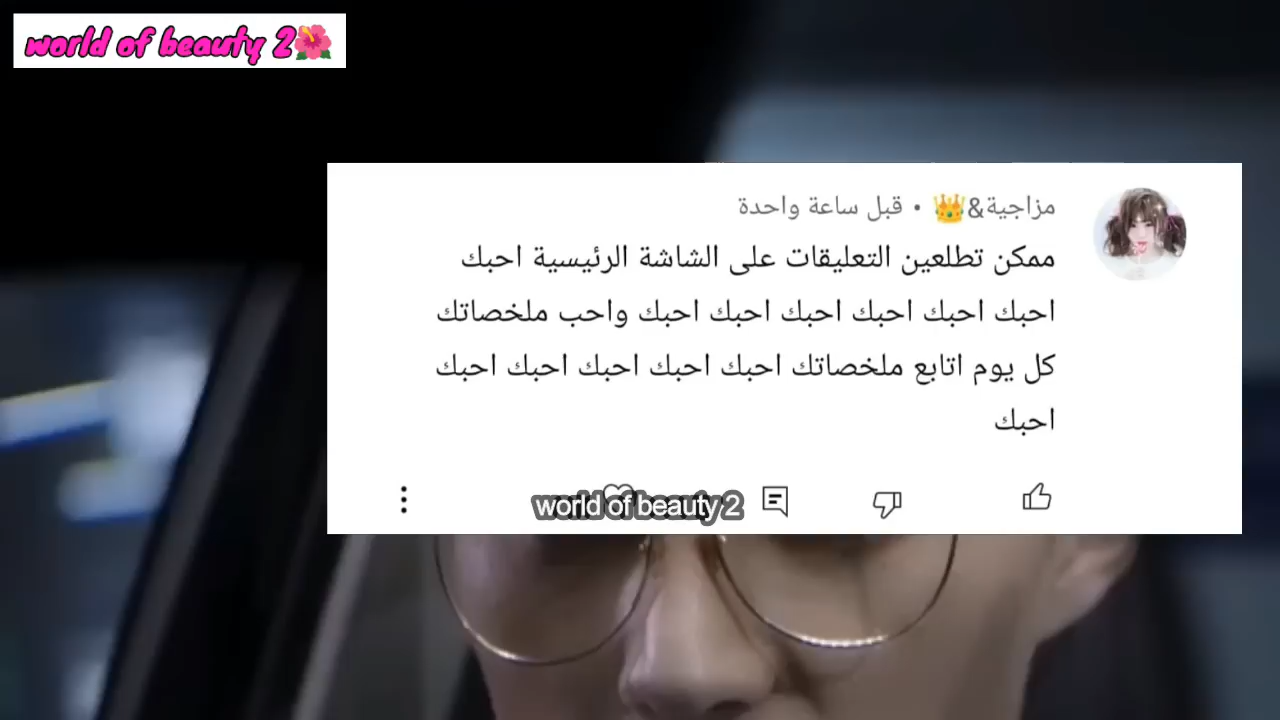 world of beauty 2🌺
مزاجية&👑 • قبل ساعة واحدة
ممكن تطلعين التعليقات على الشاشة الرئيسية احبك
احبك احبك احبك احبك احبك احبك واحب ملخصاتك
كل يوم اتابع ملخصاتك احبك احبك احبك احبك احبك
احبك
world of beauty 2